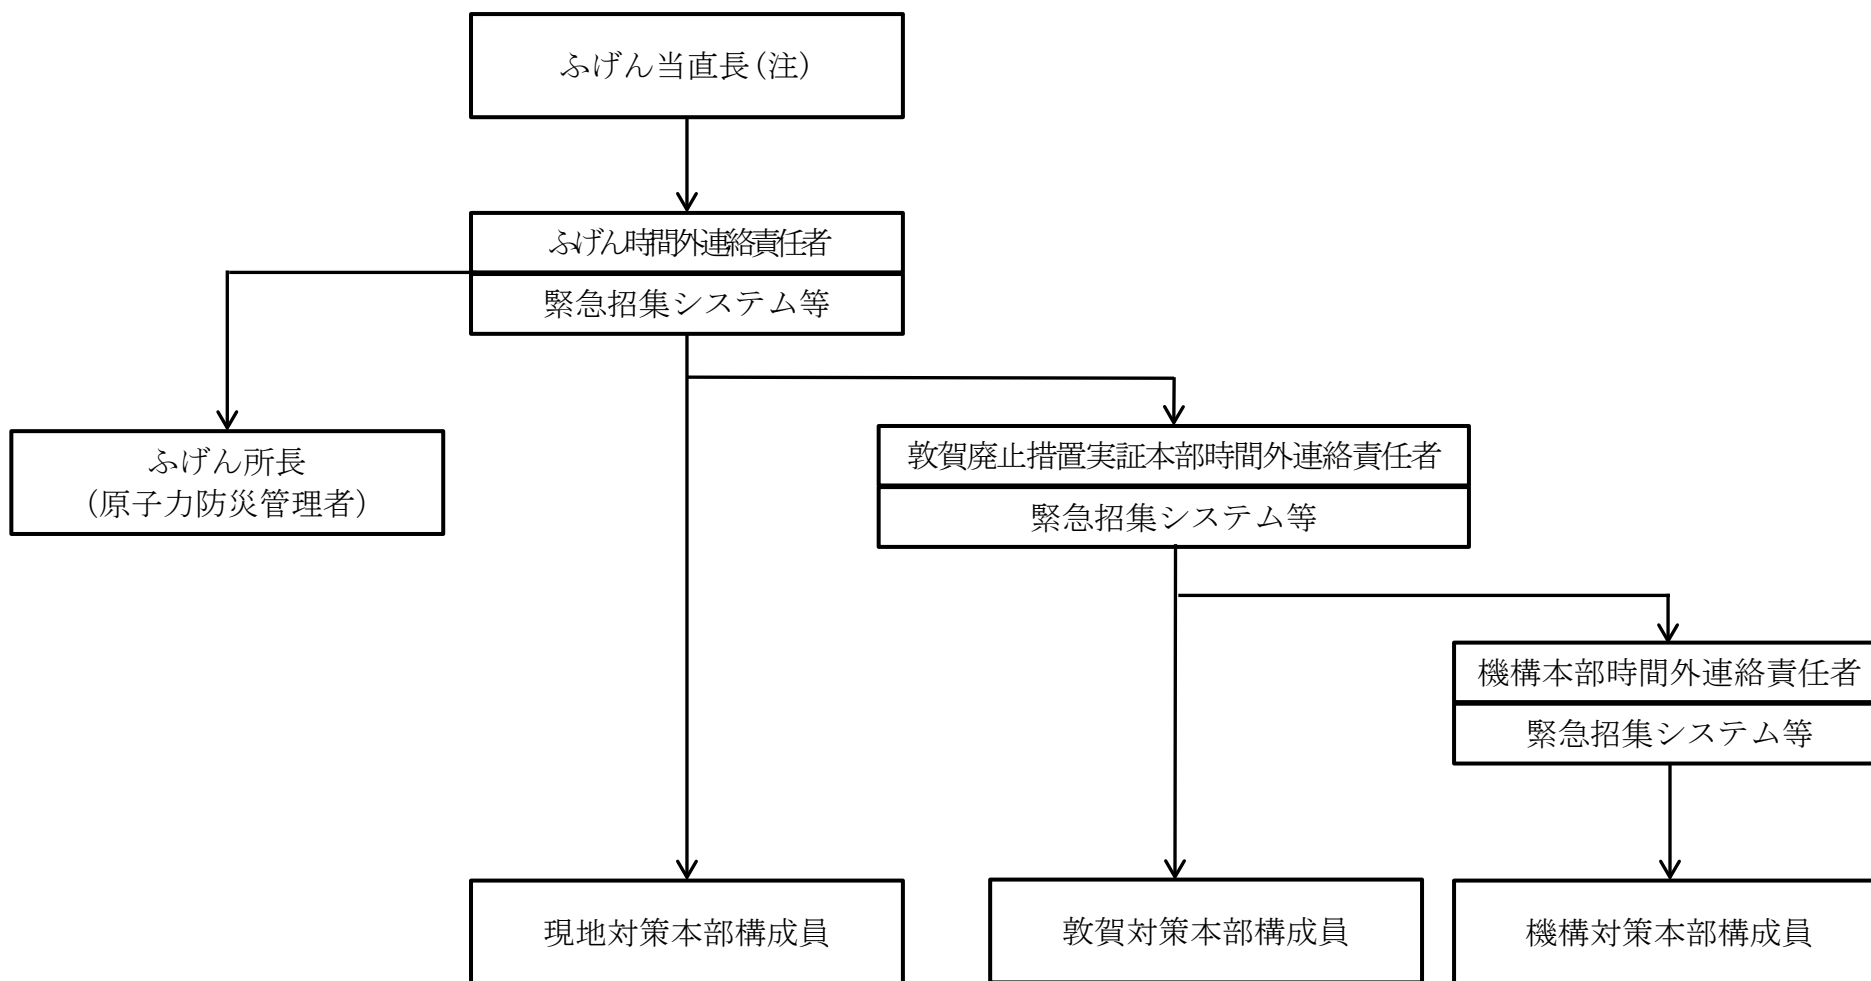 ふげん当直長(注)
ふげん時間外連絡責任者
緊急招集システム等
ふげん所長
(原子力防災管理者)
敦賀廃止措置実証本部時間外連絡責任者
緊急招集システム等
機構本部時間外連絡責任者
緊急招集システム等
現地対策本部構成員
敦賀対策本部構成員
機構対策本部構成員